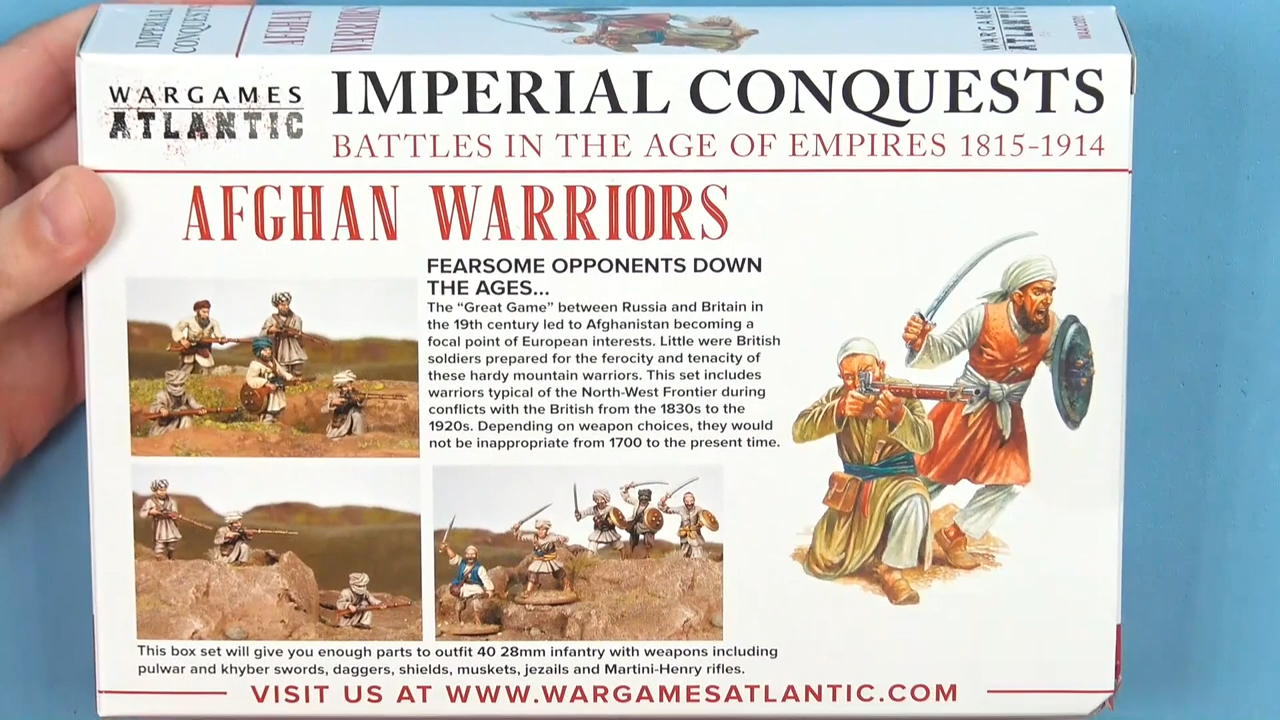 IMPERIAL
CONQUESTS
AFGHAN
WARRIORS
WARGAMES
ATLANTIC
WARGAMES
ATLANTIC
IMPERIAL CONQUESTS
BATTLES IN THE AGE OF EMPIRES 1815-1914
AFGHAN WARRIORS
FEARSOME OPPONENTS DOWN
THE AGES...
The “Great Game” between Russia and Britain in
the 19th century led to Afghanistan becoming a
focal point of European interests. Little were British
soldiers prepared for the ferocity and tenacity of
these hardy mountain warriors. This set includes
warriors typical of the North-West Frontier during
conflicts with the British from the 1830s to the
1920s. Depending on weapon choices, they would
not be inappropriate from 1700 to the present time.
This box set will give you enough parts to outfit 40 28mm infantry with weapons including
pulwar and khyber swords, daggers, shields, muskets, jezails and Martini-Henry rifles.
VISIT US AT WWW.WARGAMESATLANTIC.COM